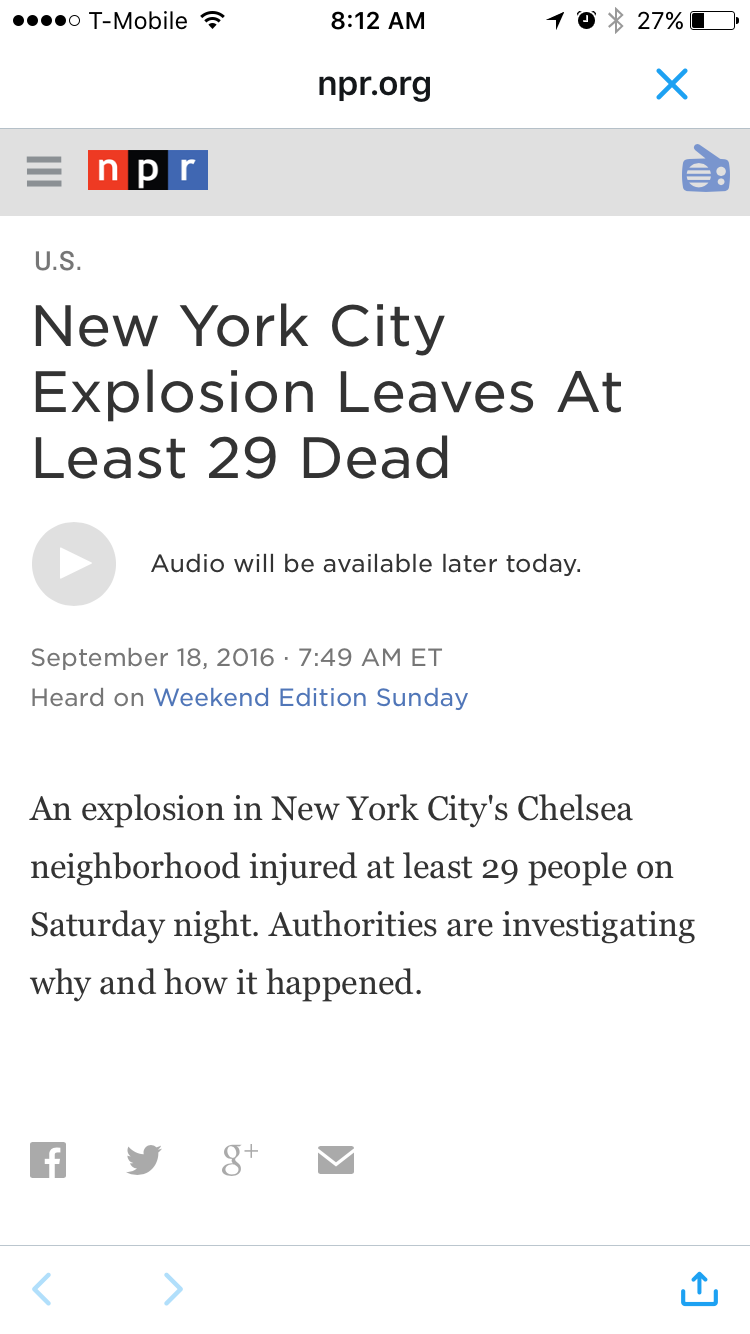 T-Mobile 8:12 AM 27%
npr.org
npr
U.S.
New York City
Explosion Leaves At
Least 29 Dead
Audio will be available later today.
September 18, 2016 · 7:49 AM ET
Heard on Weekend Edition Sunday
An explosion in New York City's Chelsea
neighborhood injured at least 29 people on
Saturday night. Authorities are investigating
why and how it happened.
g+